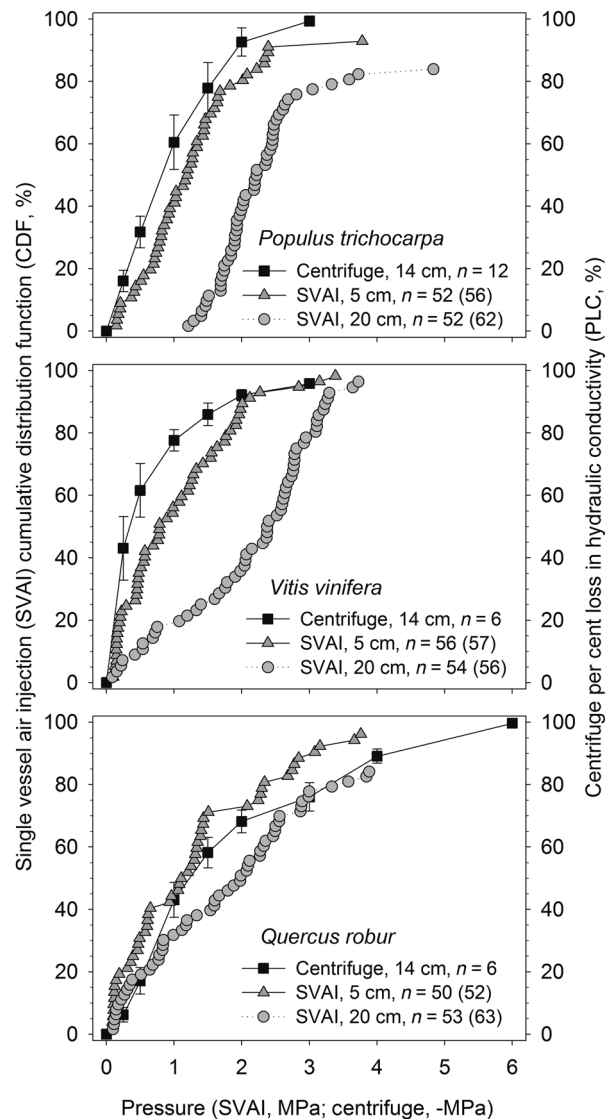 Single vessel air injection (SVAI) cumulative distribution function (CDF, %)
Centrifuge per cent loss in hydraulic conductivity (PLC, %)
100 100
80 80
60 60
40 40
Populus trichocarpa
20 20
Centrifuge, 14 cm, n = 12
SVAI, 5 cm, n = 52 (56)
SVAI, 20 cm, n = 52 (62)
0 0
100 100
80 80
60 60
40 40
Vitis vinifera
20 20
Centrifuge, 14 cm, n = 6
SVAI, 5 cm, n = 56 (57)
SVAI, 20 cm, n = 54 (56)
0 0
100 100
80 80
60 60
40 40
Quercus robur
20 20
Centrifuge, 14 cm, n = 6
SVAI, 5 cm, n = 50 (52)
SVAI, 20 cm, n = 53 (63)
0 0
0 1 2 3 4 5 6
Pressure (SVAI, MPa; centrifuge, -MPa)